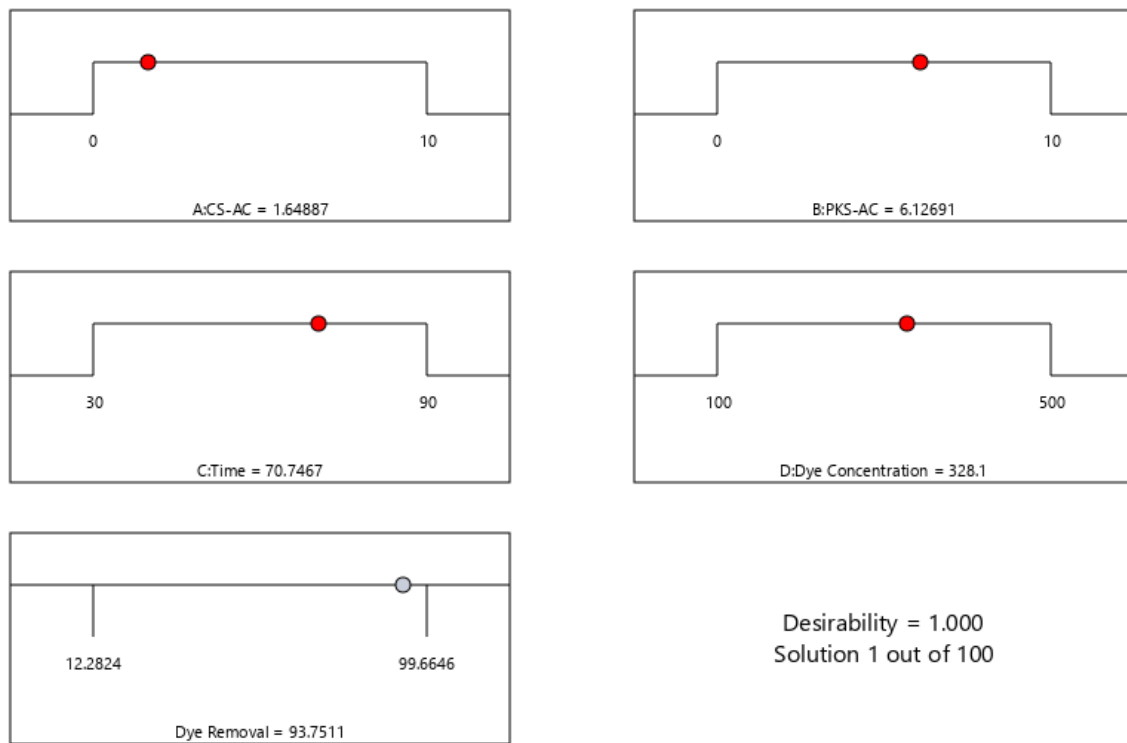 0 10
A:CS-AC = 1.64887
0 10
B:PKS-AC = 6.12691
30 90
C:Time = 70.7467
100 500
D:Dye Concentration = 328.1
12.2824 99.6646
Dye Removal = 93.7511
Desirability = 1.000
Solution 1 out of 100